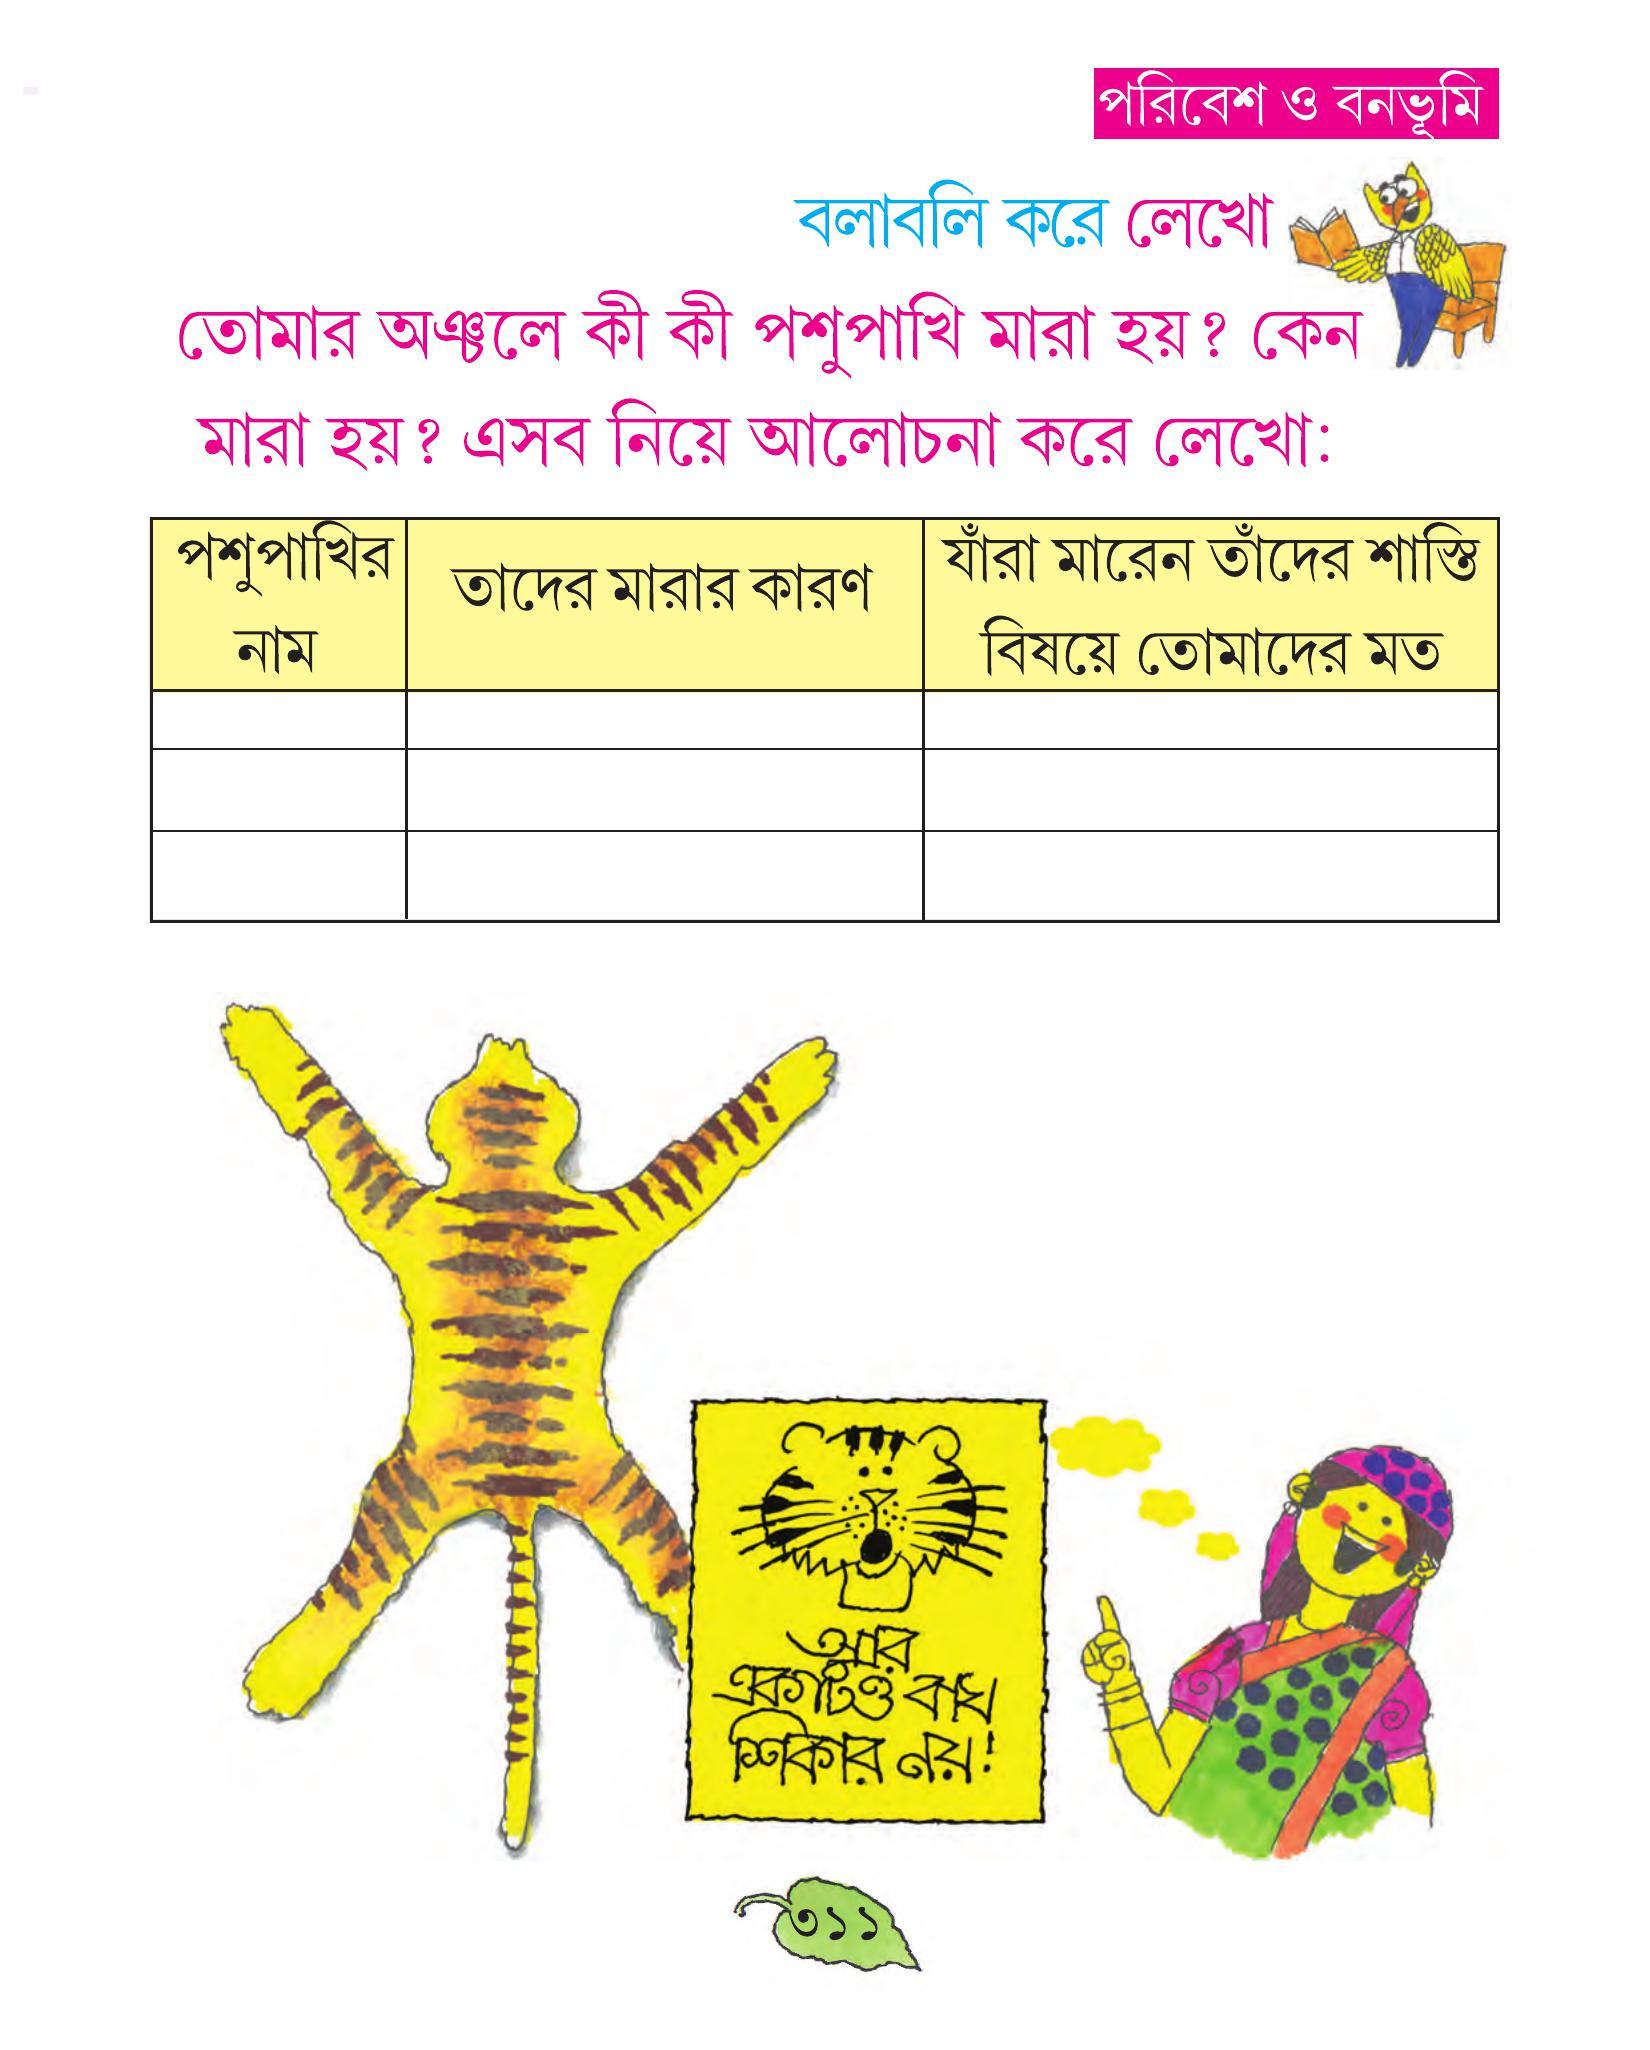 পরিবেশ ও বনভূমি
বলাবলি করে লেখো
তোমার অঞ্চলে কী কী পশুপাখি মারা হয়? কেন
মারা হয়? এসব নিয়ে আলোচনা করে লেখো:
পশুপাখির
নাম
তাদের মারার কারণ
যাঁরা মারেন তাঁদের শাস্তি
বিষয়ে তোমাদের মত
আর
একটিও বাঘ
শিকার নয়!
৩১১